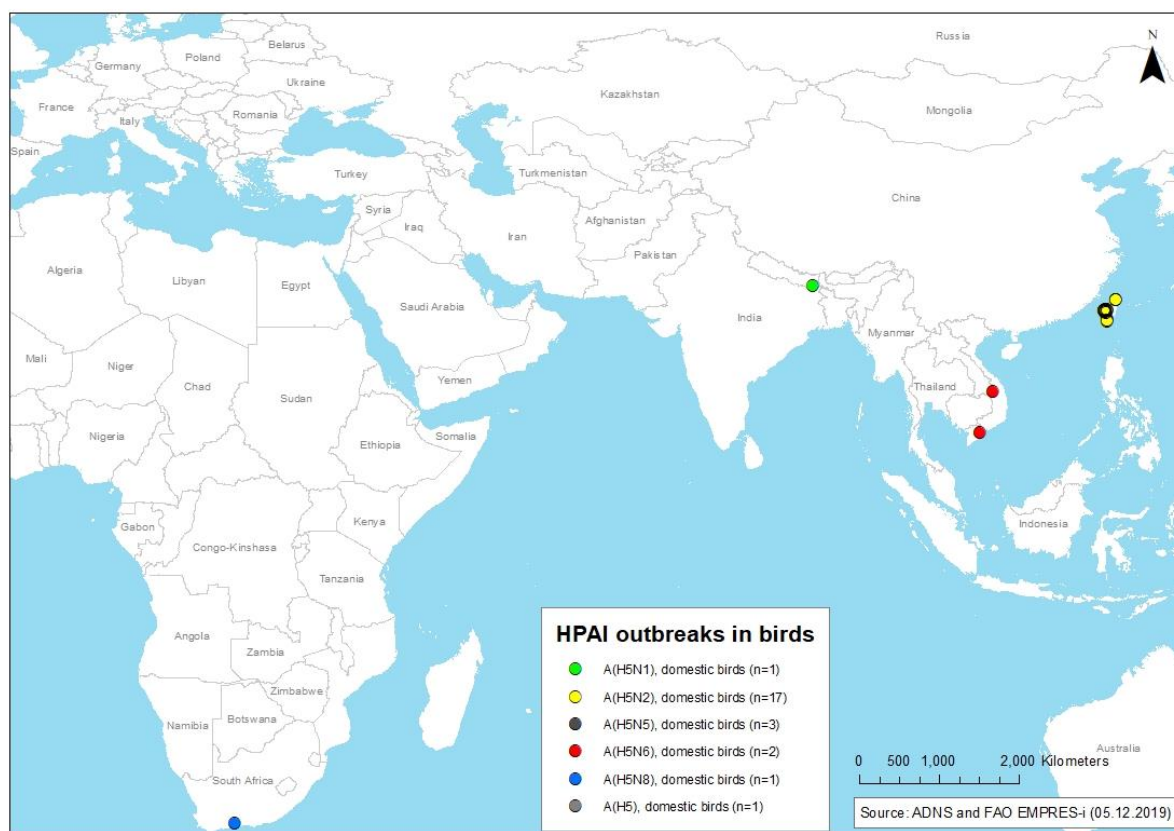 N
Russia
Belarus
Poland
Germany
Ukraine
Kazakhstan
France
Mongolia
Romania
Italy
Spain
Turkey
Turkmenistan
China
Syria
Afghanistan
Iraq
Iran
Pakistan
Algeria
Libyan
Egypt
Saudi Arabia
India
Myanmar
Mali
Niger
Yemen
Chad
Thailand
Sudan
Nigeria
Somalia
Ethiopia
Kenya
Gabon
Indonesia
Congo-Kinshasa
Tanzania
Angola
Zambia
Zimbabwe
Namibia
Botswana
Australia
South Africa
HPAI outbreaks in birds
A(H5N1), domestic birds (n=1)
A(H5N2), domestic birds (n=17)
A(H5N5), domestic birds (n=3)
A(H5N6), domestic birds (n=2)
A(H5N8), domestic birds (n=1)
A(H5), domestic birds (n=1)
0 500 1,000 2,000 Kilometers
Source: ADNS and FAO EMPRES-i (05.12.2019)